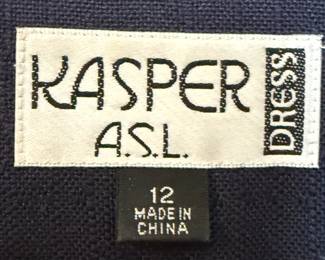 KASPER
A.S.L.
DRESS
12
MADE IN
CHINA